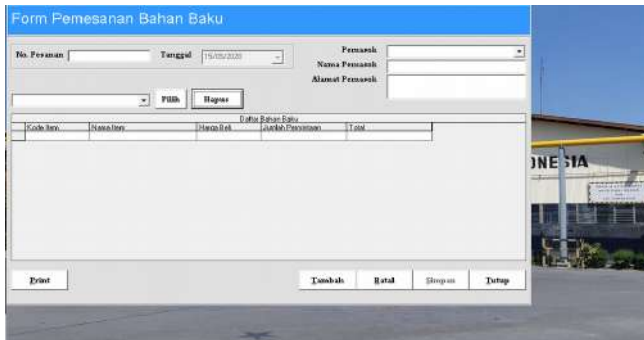 Form Pemesanan Bahan Baku
No. Pesanan
Tanggal
15/05/2020
Pemasok
Nama Pemasok
Alamat Pemasok
Pilih
Hapus
Daftar Bahan Baku
Kode Item
Nama Item
Harga Beli
Jumlah Permintaan
Total
NESIA
Print
Tambah
Batal
Simpan
Tutup